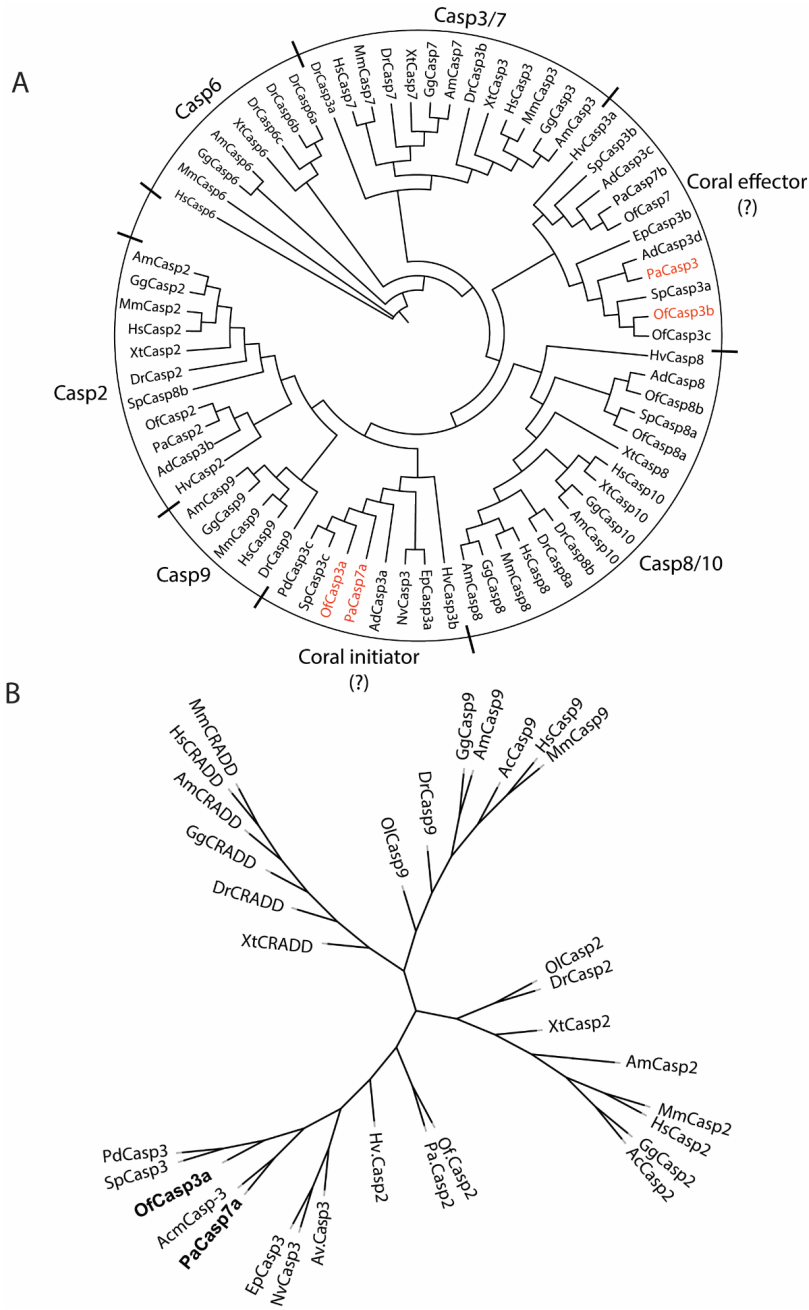 Casp3/7
A
Casp6
DrCasp3a
HsCasp7
MmCasp7
DrCasp7
XtCasp7
GgCasp7
AmCasp7
DrCasp3b
XtCasp3
HsCasp3
MmCasp3
GgCasp3
AmCasp3
Coral effector
(?)
HvCasp3a
SpCasp3b
AdCasp3c
PaCasp7b
OfCasp7
EpCasp3b
AdCasp3d
PaCasp3
SpCasp3a
OfCasp3b
OfCasp3c
HvCasp8
AdCasp8
OfCasp8b
SpCasp8a
OfCasp8a
XtCasp8
HsCasp10
XtCasp10
GgCasp10
AmCasp10
DrCasp8b
DrCasp8a
HsCasp8
MmCasp8
GgCasp8
AmCasp8
Casp8/10
HvCasp3b
EpCasp3a
NvCasp3
AdCasp3a
PaCasp7a
OfCasp3a
SpCasp3c
PdCasp3c
Coral initiator
(?)
DrCasp9
HsCasp9
MmCasp9
GgCasp9
AmCasp9
Casp9
HvCasp2
AdCasp3b
PaCasp2
OfCasp2
SpCasp8b
DrCasp2
XtCasp2
HsCasp2
MmCasp2
GgCasp2
AmCasp2
Casp2
HsCasp6
MmCasp6
GgCasp6
AmCasp6
XtCasp6
DrCasp6c
DrCasp6b
DrCasp6a
B
MmCRADD
HsCRADD
AmCRADD
GgCRADD
DrCRADD
XtCRADD
OlCasp9
DrCasp9
GgCasp9
AmCasp9
AcCasp9
HsCasp9
MmCasp9
OlCasp2
DrCasp2
XtCasp2
AmCasp2
MmCasp2
HsCasp2
GgCasp2
AcCasp2
Of.Casp2
Pa.Casp2
Hv.Casp2
Av.Casp3
NvCasp3
EpCasp3
PaCasp7a
AcmCasp-3
OfCasp3a
SpCasp3
PdCasp3